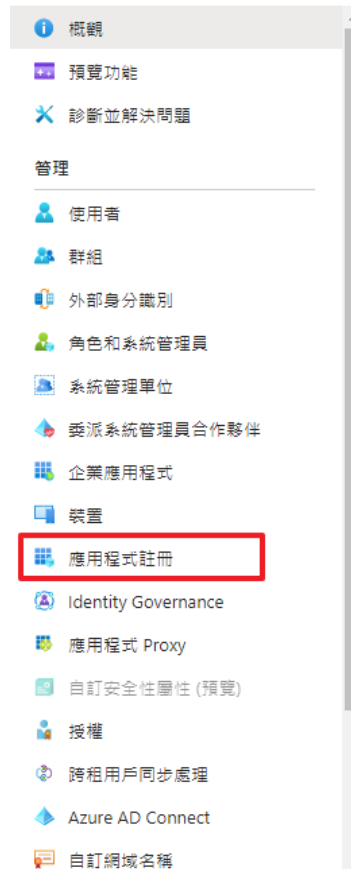 概觀
預覽功能
診斷並解決問題
管理
使用者
群組
外部身分識別
角色和系統管理員
系統管理單位
委派系統管理員合作夥伴
企業應用程式
裝置
應用程式註冊
Identity Governance
應用程式 Proxy
自訂安全性屬性 (預覽)
授權
跨租用戶同步處理
Azure AD Connect
自訂網域名稱